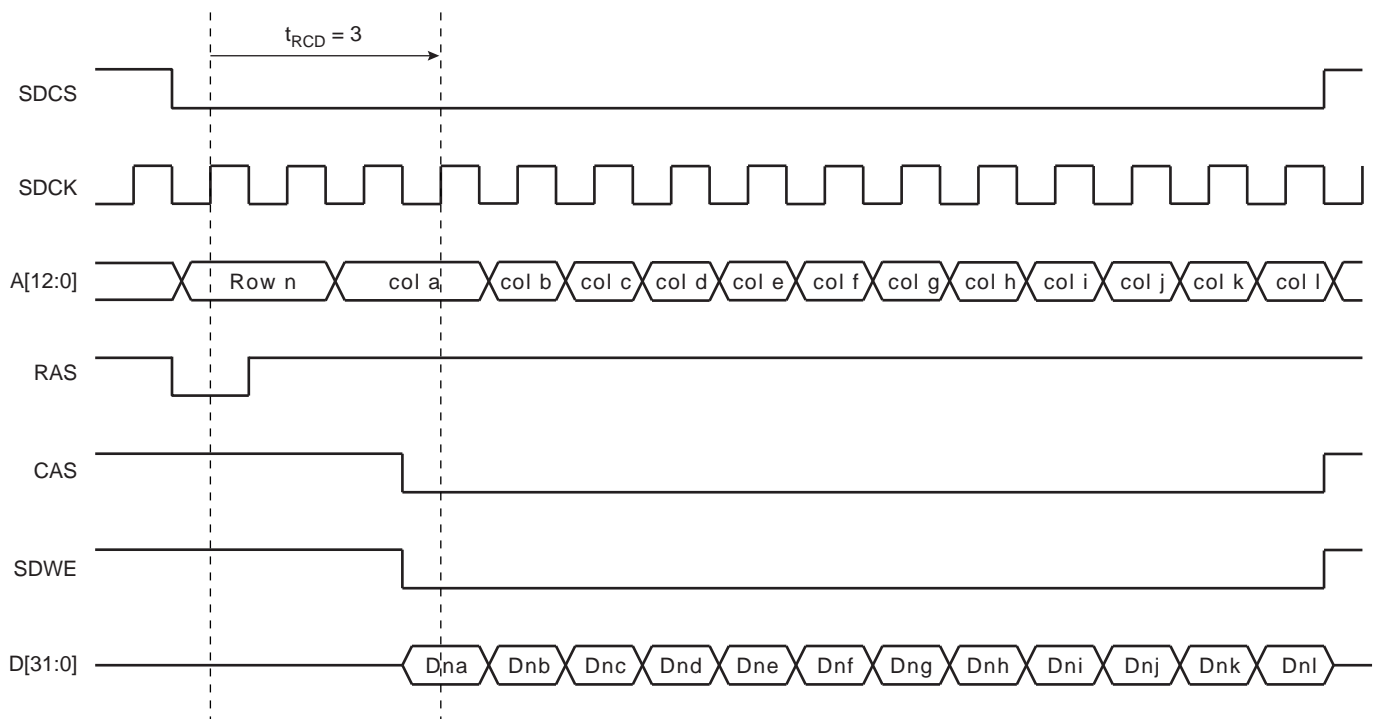 tRCD = 3
SDCS
SDCK
A[12:0] Row n col a col b col c col d col e col f col g col h col i col j col k col l
RAS
CAS
SDWE
D[31:0] Dna Dnb Dnc Dnd Dne Dnf Dng Dnh Dni Dnj Dnk Dnl